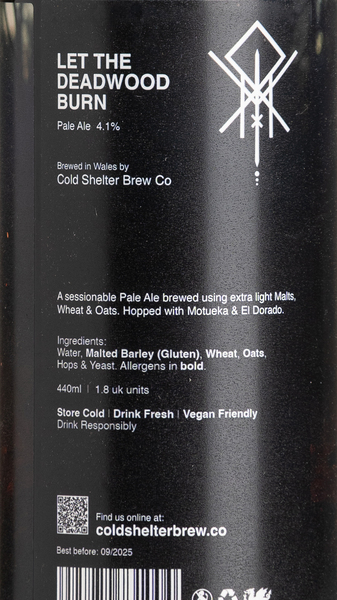 LET THE
DEADWOOD
BURN
Pale Ale 4.1%
Brewed in Wales by
Cold Shelter Brew Co
A sessionable Pale Ale brewed using extra light Malts,
Wheat & Oats. Hopped with Motueka & El Dorado.
Ingredients:
Water, Malted Barley (Gluten), Wheat, Oats,
Hops & Yeast. Allergens in bold.
440ml | 1.8 uk units
Store Cold | Drink Fresh | Vegan Friendly
Drink Responsibly
Find us online at:
coldshelterbrew.co
Best before: 09/2025